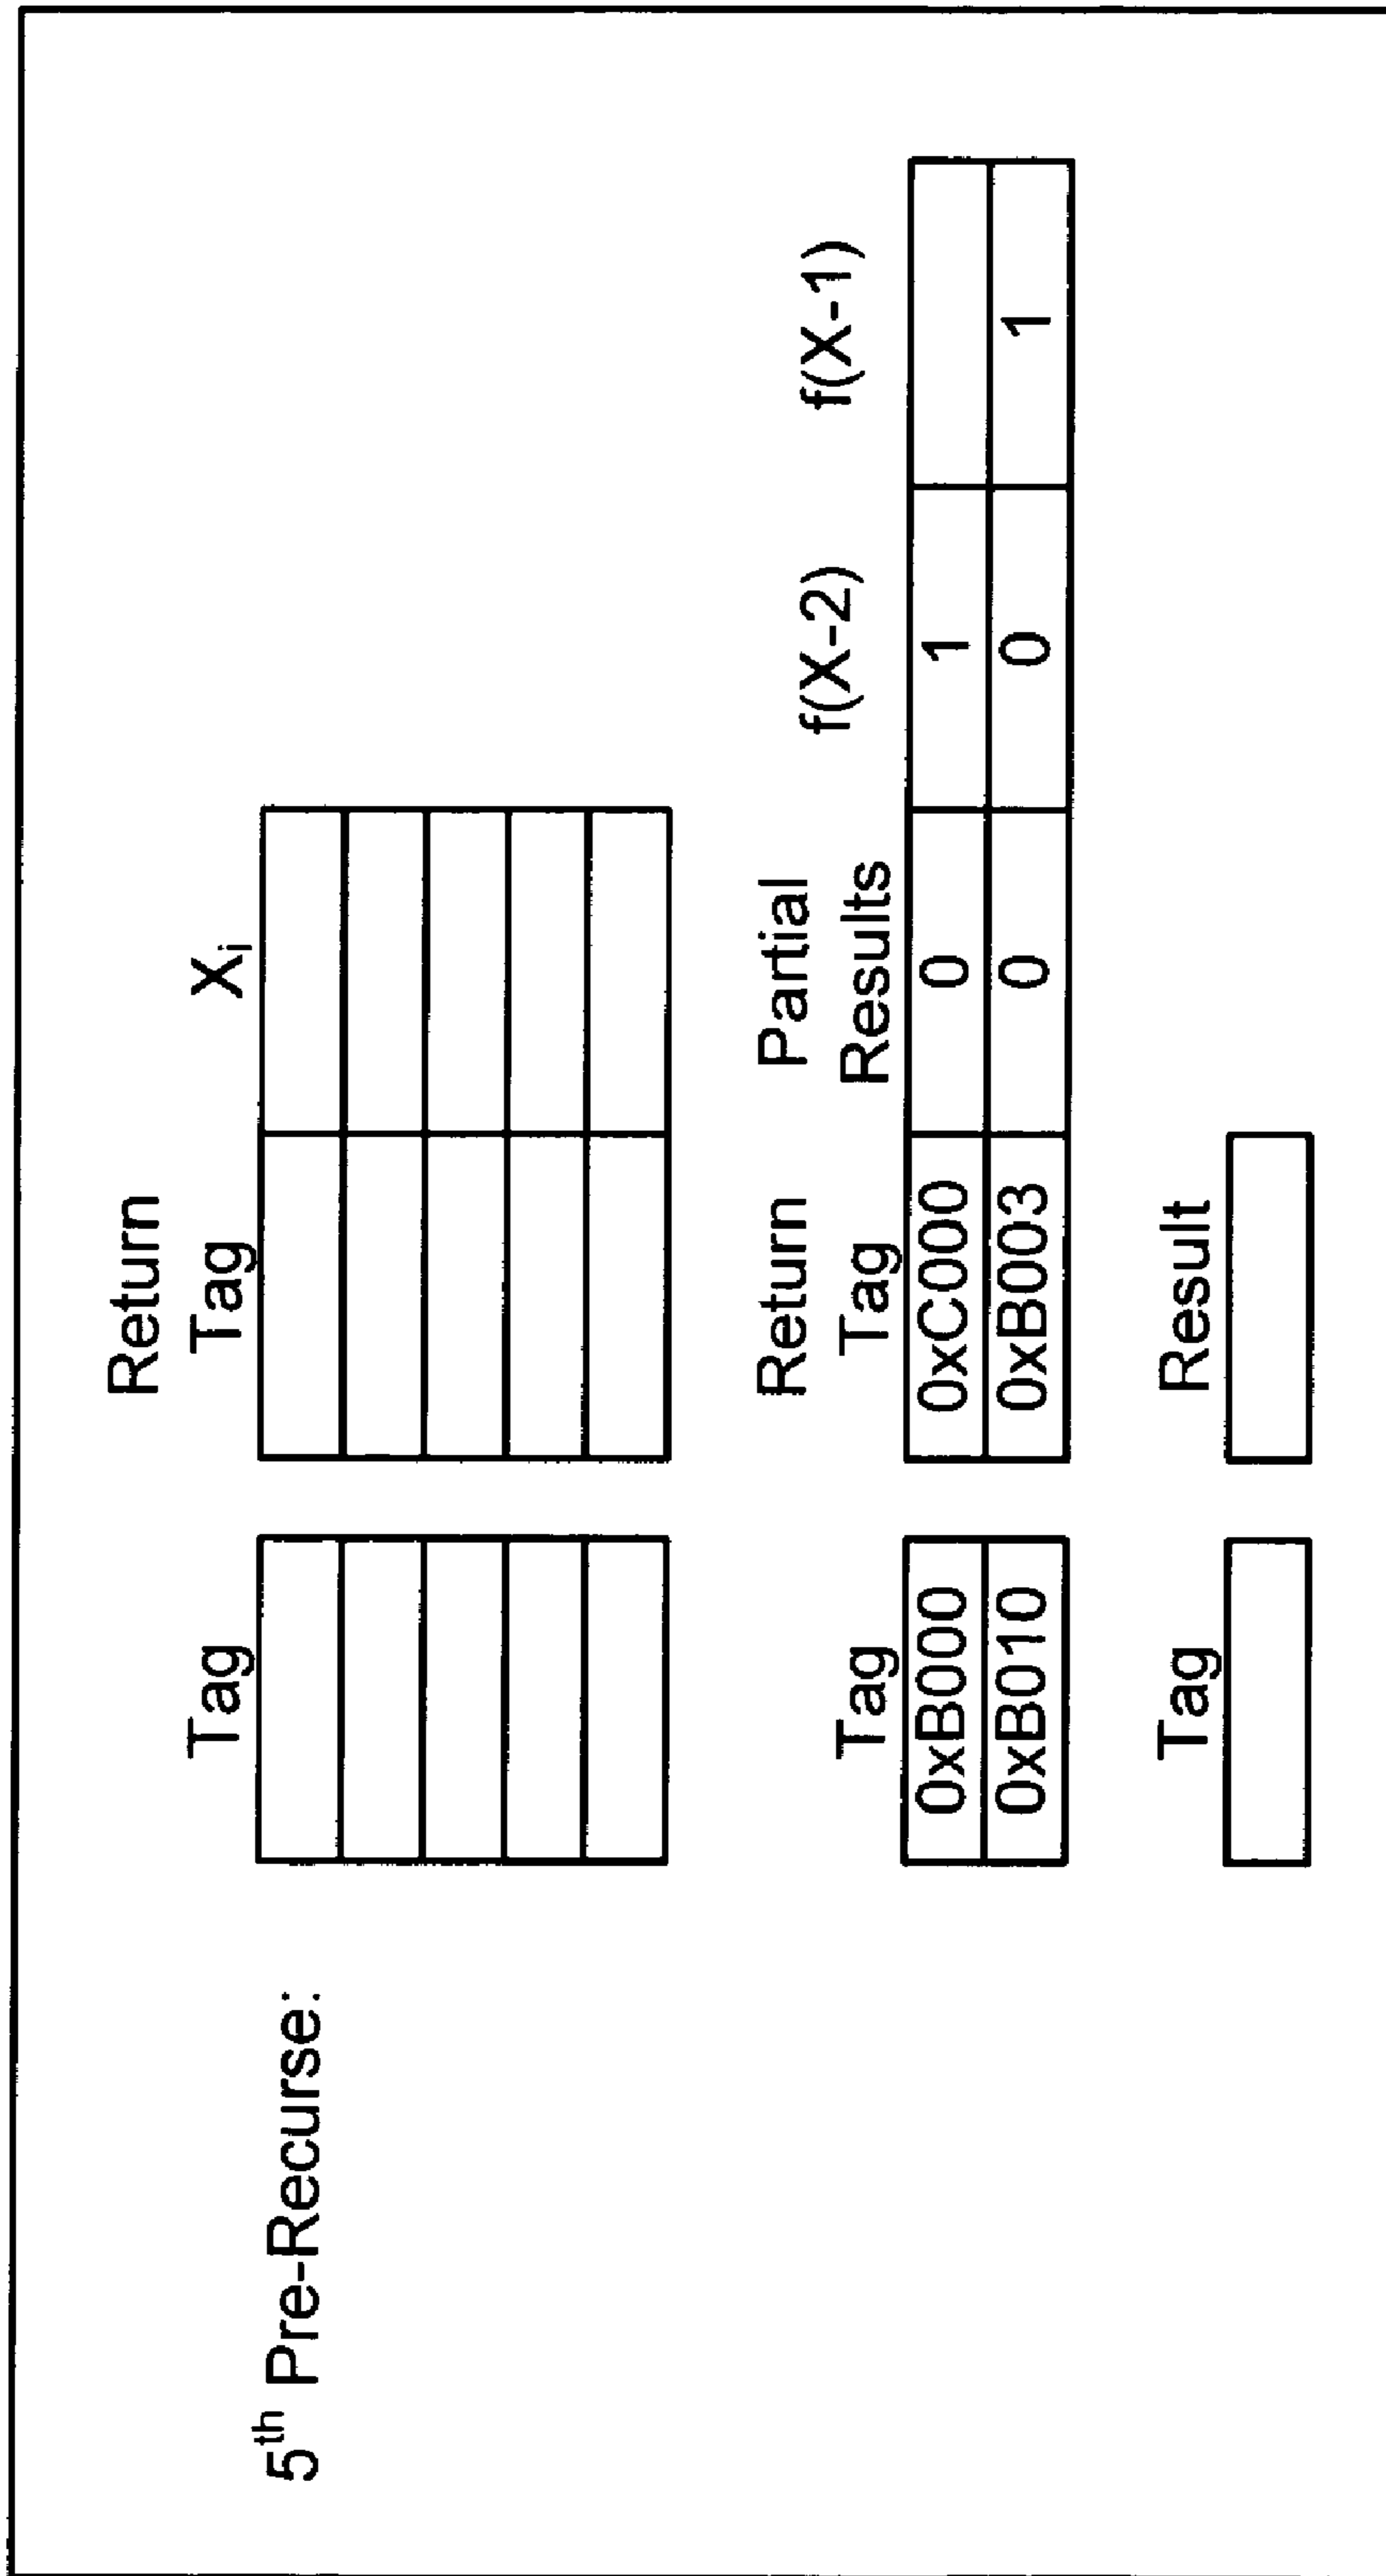 5th Pre-Recurse:
Return
Tag Tag Xi
Return Partial
Tag Tag Results f(X-2) f(X-1)
0xB000 0xC000 0 1
0xB010 0xB003 0 0 1
Tag Result